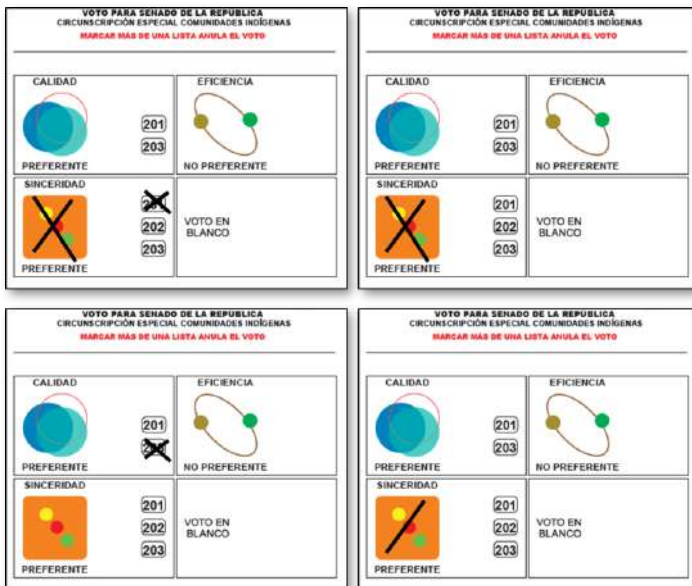 VOTO PARA SENADO DE LA REPÚBLICA
CIRCUNSCRIPCIÓN ESPECIAL COMUNIDADES INDÍGENAS
MARCAR MÁS DE UNA LISTA ANULA EL VOTO
CALIDAD
201
203
PREFERENTE
EFICIENCIA
NO PREFERENTE
SINCERIDAD
202
203
PREFERENTE
VOTO EN
BLANCO
VOTO PARA SENADO DE LA REPÚBLICA
CIRCUNSCRIPCIÓN ESPECIAL COMUNIDADES INDÍGENAS
MARCAR MÁS DE UNA LISTA ANULA EL VOTO
CALIDAD
201
203
PREFERENTE
EFICIENCIA
NO PREFERENTE
SINCERIDAD
201
202
203
PREFERENTE
VOTO EN
BLANCO
VOTO PARA SENADO DE LA REPÚBLICA
CIRCUNSCRIPCIÓN ESPECIAL COMUNIDADES INDÍGENAS
MARCAR MÁS DE UNA LISTA ANULA EL VOTO
CALIDAD
201
PREFERENTE
EFICIENCIA
NO PREFERENTE
SINCERIDAD
201
202
203
PREFERENTE
VOTO EN
BLANCO
VOTO PARA SENADO DE LA REPÚBLICA
CIRCUNSCRIPCIÓN ESPECIAL COMUNIDADES INDÍGENAS
MARCAR MÁS DE UNA LISTA ANULA EL VOTO
CALIDAD
201
203
PREFERENTE
EFICIENCIA
NO PREFERENTE
SINCERIDAD
201
202
203
PREFERENTE
VOTO EN
BLANCO